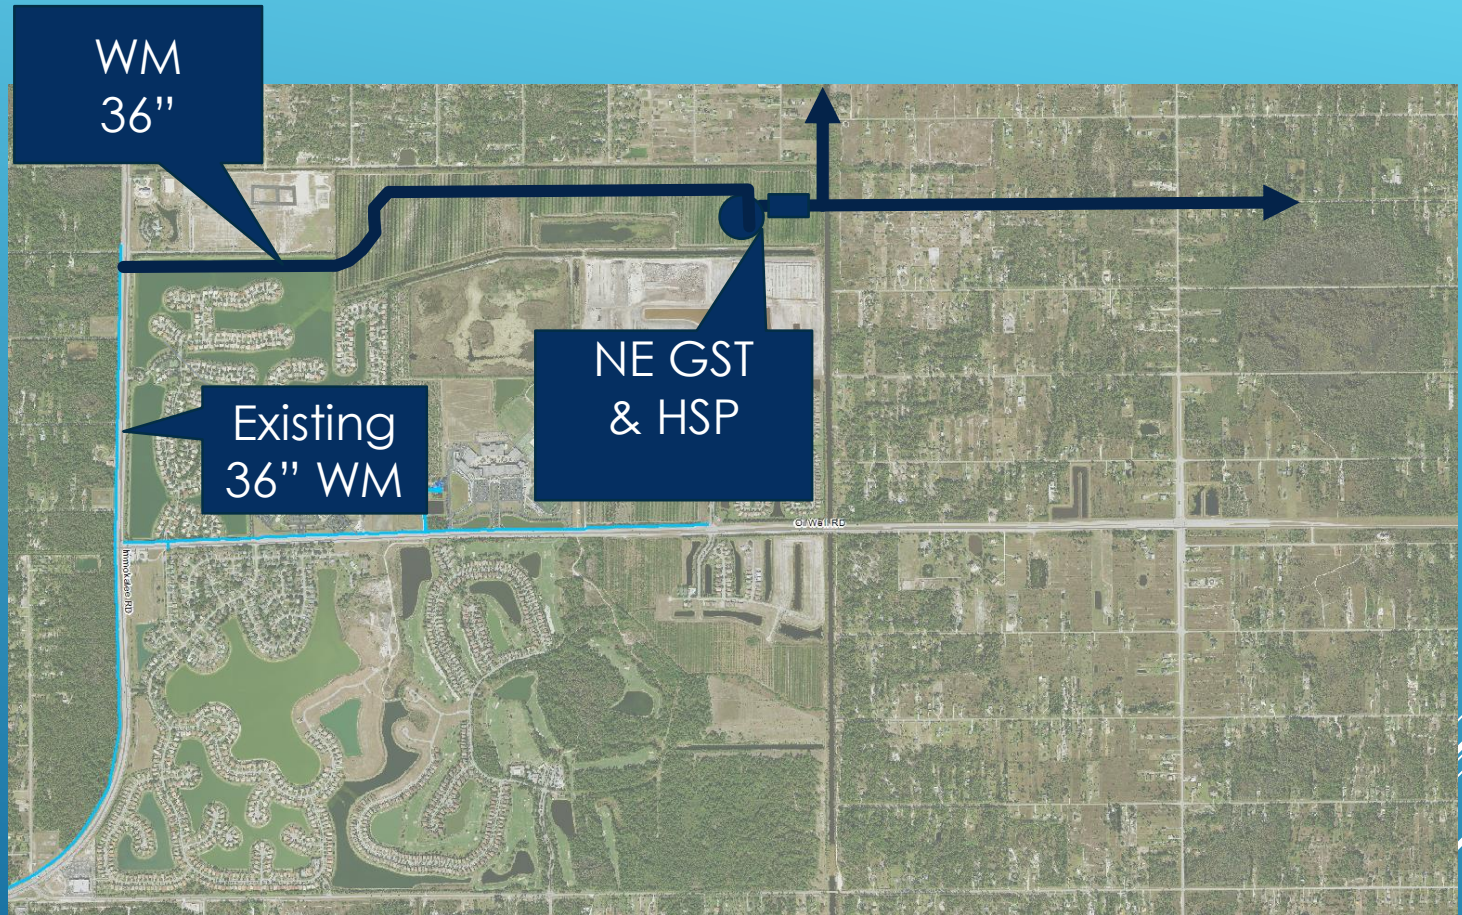 WM
36”
NE GST
& HSP
Existing
36” WM
Immokalee RD
Oil Well RD